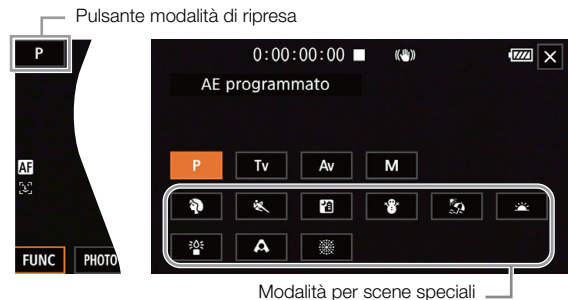 Pulsante modalità di ripresa
P
0:00:00:00
AE programmato
P Tv Av M
AF
FUNC PHOTO
Modalità per scene speciali